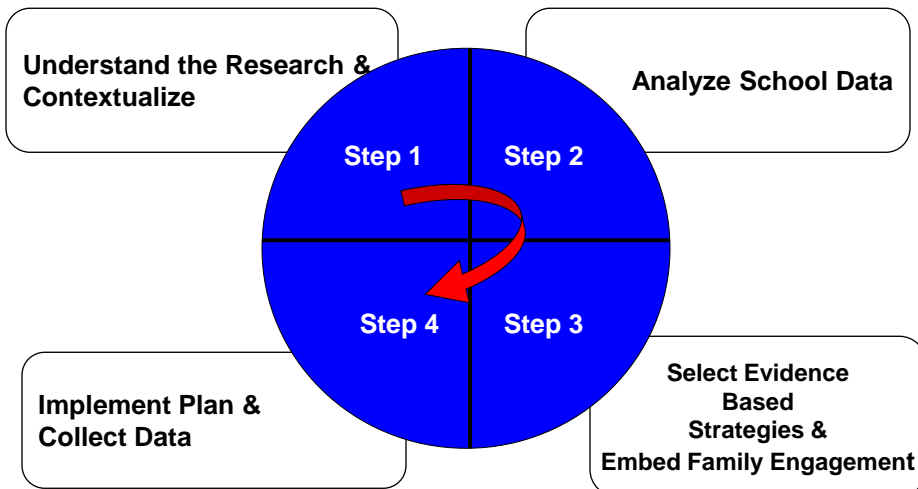 Understand the Research &
Contextualize
Analyze School Data
Step 1
Step 2
Step 4
Step 3
Implement Plan &
Collect Data
Select Evidence
Based
Strategies &
Embed Family Engagement